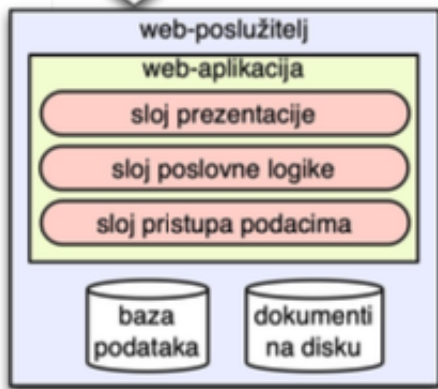 web-poslužitelj
web-aplikacija
sloj prezentacije
sloj poslovne logike
sloj pristupa podacima
baza
podataka
dokumenti
na disku